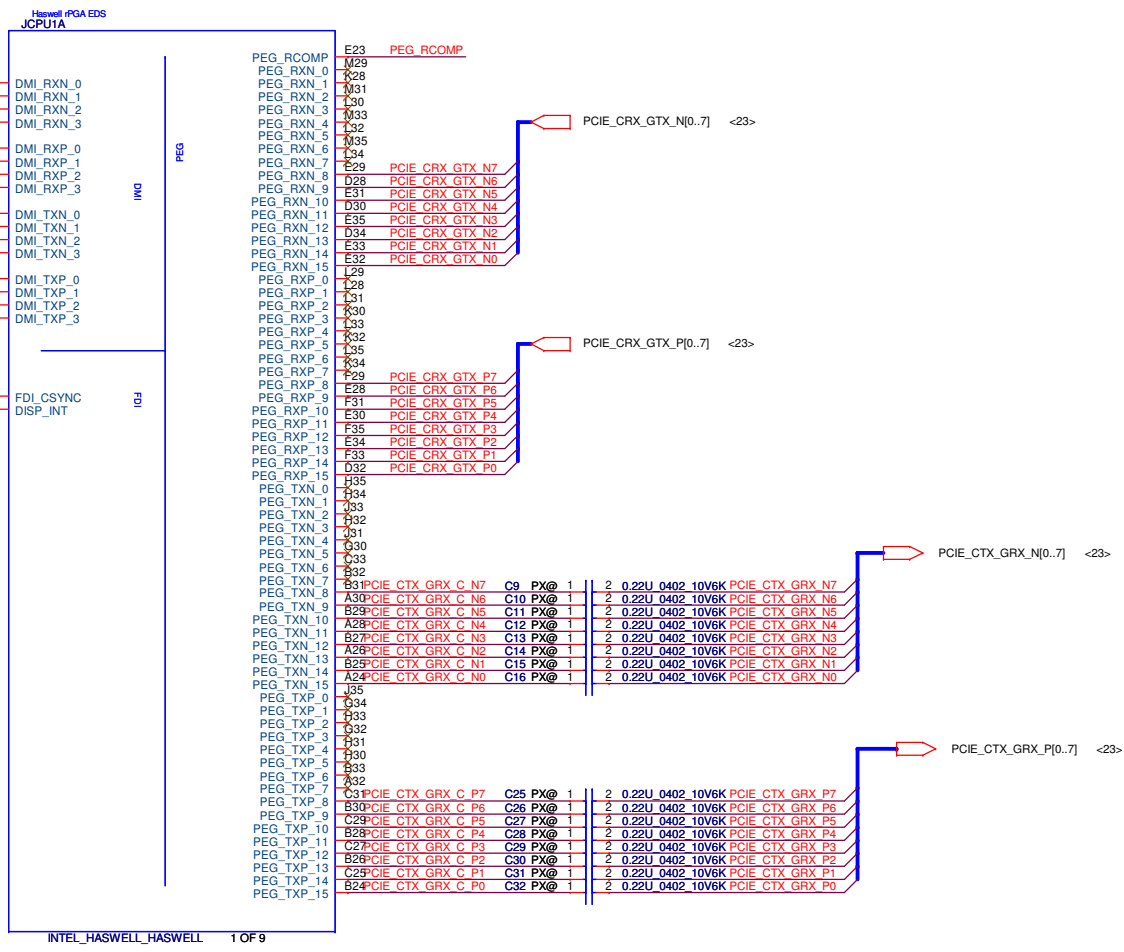 Haswell rPGA EDS
JCPU1A
DMI_RXN_0
DMI_RXN_1
DMI_RXN_2
DMI_RXN_3
DMI_RXP_0
DMI_RXP_1
DMI_RXP_2
DMI_RXP_3
DMI_TXN_0
DMI_TXN_1
DMI_TXN_2
DMI_TXN_3
DMI_TXP_0
DMI_TXP_1
DMI_TXP_2
DMI_TXP_3
FDI_CSYNC
DISP_INT
PEG
DMI
FDI
PEG_RCOMP E23 PEG_RCOMP
PEG_RXN_0 M29
PEG_RXN_1 K28
PEG_RXN_2 M31
PEG_RXN_3 L30
PEG_RXN_4 M33
PEG_RXN_5 L32
PEG_RXN_6 M35
PEG_RXN_7 L34
PEG_RXN_8 E29 PCIE_CRX_GTX_N7
PEG_RXN_9 D28 PCIE_CRX_GTX_N6
PEG_RXN_10 E31 PCIE_CRX_GTX_N5
PEG_RXN_11 D30 PCIE_CRX_GTX_N4
PEG_RXN_12 E35 PCIE_CRX_GTX_N3
PEG_RXN_13 D34 PCIE_CRX_GTX_N2
PEG_RXN_14 E33 PCIE_CRX_GTX_N1
PEG_RXN_15 E32 PCIE_CRX_GTX_N0
PCIE_CRX_GTX_N[0..7] <23>
PEG_RXP_0 L29
PEG_RXP_1 L28
PEG_RXP_2 L31
PEG_RXP_3 K30
PEG_RXP_4 L33
PEG_RXP_5 K32
PEG_RXP_6 L35
PEG_RXP_7 K34
PEG_RXP_8 F29 PCIE_CRX_GTX_P7
PEG_RXP_9 E28 PCIE_CRX_GTX_P6
PEG_RXP_10 F31 PCIE_CRX_GTX_P5
PEG_RXP_11 E30 PCIE_CRX_GTX_P4
PEG_RXP_12 F35 PCIE_CRX_GTX_P3
PEG_RXP_13 E34 PCIE_CRX_GTX_P2
PEG_RXP_14 F33 PCIE_CRX_GTX_P1
PEG_RXP_15 D32 PCIE_CRX_GTX_P0
PCIE_CRX_GTX_P[0..7] <23>
PEG_TXN_0 H35
PEG_TXN_1 H34
PEG_TXN_2 J33
PEG_TXN_3 H32
PEG_TXN_4 J31
PEG_TXN_5 G30
PEG_TXN_6 C33
PEG_TXN_7 B32
PEG_TXN_8 B31 PCIE_CTX_GRX_C_N7 C9 PX@ 1 2 0.22U_0402_10V6K PCIE_CTX_GRX_N7
PEG_TXN_9 A30 PCIE_CTX_GRX_C_N6 C10 PX@ 1 2 0.22U_0402_10V6K PCIE_CTX_GRX_N6
PEG_TXN_10 B29 PCIE_CTX_GRX_C_N5 C11 PX@ 1 2 0.22U_0402_10V6K PCIE_CTX_GRX_N5
PEG_TXN_11 A28 PCIE_CTX_GRX_C_N4 C12 PX@ 1 2 0.22U_0402_10V6K PCIE_CTX_GRX_N4
PEG_TXN_12 B27 PCIE_CTX_GRX_C_N3 C13 PX@ 1 2 0.22U_0402_10V6K PCIE_CTX_GRX_N3
PEG_TXN_13 A26 PCIE_CTX_GRX_C_N2 C14 PX@ 1 2 0.22U_0402_10V6K PCIE_CTX_GRX_N2
PEG_TXN_14 B25 PCIE_CTX_GRX_C_N1 C15 PX@ 1 2 0.22U_0402_10V6K PCIE_CTX_GRX_N1
PEG_TXN_15 A24 PCIE_CTX_GRX_C_N0 C16 PX@ 1 2 0.22U_0402_10V6K PCIE_CTX_GRX_N0
PCIE_CTX_GRX_N[0..7] <23>
PEG_TXP_0 J35
PEG_TXP_1 G34
PEG_TXP_2 H33
PEG_TXP_3 G32
PEG_TXP_4 H31
PEG_TXP_5 H30
PEG_TXP_6 B33
PEG_TXP_7 A32
PEG_TXP_8 C31 PCIE_CTX_GRX_C_P7 C25 PX@ 1 2 0.22U_0402_10V6K PCIE_CTX_GRX_P7
PEG_TXP_9 B30 PCIE_CTX_GRX_C_P6 C26 PX@ 1 2 0.22U_0402_10V6K PCIE_CTX_GRX_P6
PEG_TXP_10 C29 PCIE_CTX_GRX_C_P5 C27 PX@ 1 2 0.22U_0402_10V6K PCIE_CTX_GRX_P5
PEG_TXP_11 B28 PCIE_CTX_GRX_C_P4 C28 PX@ 1 2 0.22U_0402_10V6K PCIE_CTX_GRX_P4
PEG_TXP_12 C27 PCIE_CTX_GRX_C_P3 C29 PX@ 1 2 0.22U_0402_10V6K PCIE_CTX_GRX_P3
PEG_TXP_13 B26 PCIE_CTX_GRX_C_P2 C30 PX@ 1 2 0.22U_0402_10V6K PCIE_CTX_GRX_P2
PEG_TXP_14 C25 PCIE_CTX_GRX_C_P1 C31 PX@ 1 2 0.22U_0402_10V6K PCIE_CTX_GRX_P1
PEG_TXP_15 B24 PCIE_CTX_GRX_C_P0 C32 PX@ 1 2 0.22U_0402_10V6K PCIE_CTX_GRX_P0
PCIE_CTX_GRX_P[0..7] <23>
INTEL_HASWELL_HASWELL 1 OF 9